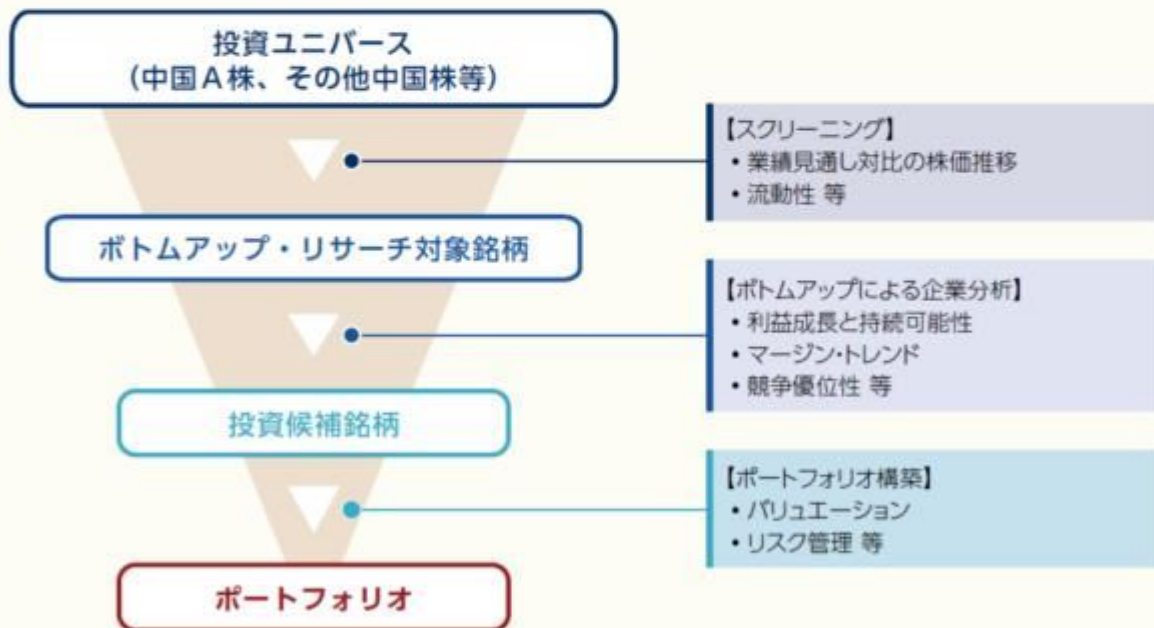 投資ユニバース
（中国A株、その他中国株等）
【スクリーニング】
• 業績見通し対比の株価推移
• 流動性 等
ボトムアップ・リサーチ対象銘柄
【ボトムアップによる企業分析】
• 利益成長と持続可能性
• マージン・トレンド
• 競争優位性 等
投資候補銘柄
【ポートフォリオ構築】
• バリュエーション
• リスク管理 等
ポートフォリオ